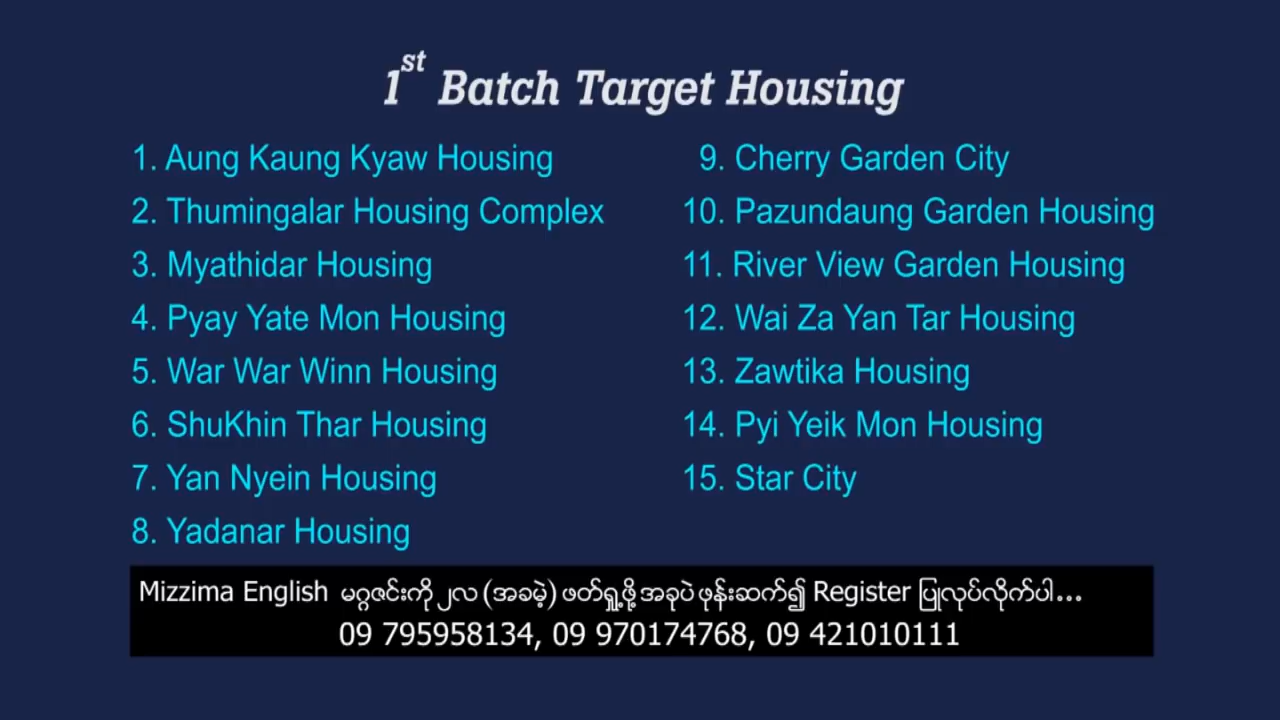 1st Batch Target Housing
1. Aung Kaung Kyaw Housing
2. Thumingalar Housing Complex
3. Myathidar Housing
4. Pyay Yate Mon Housing
5. War War Winn Housing
6. ShuKhin Thar Housing
7. Yan Nyein Housing
8. Yadanar Housing
9. Cherry Garden City
10. Pazundaung Garden Housing
11. River View Garden Housing
12. Wai Za Yan Tar Housing
13. Zawtika Housing
14. Pyi Yeik Mon Housing
15. Star City
Mizzima English မဂ္ဂဇင်းကို ၂လ (အခမဲ့) ဖတ်ရှု့ဖို့ အခုပဲ ဖုန်းဆက်၍ Register ပြုလုပ်လိုက်ပါ...
09 795958134, 09 970174768, 09 421010111